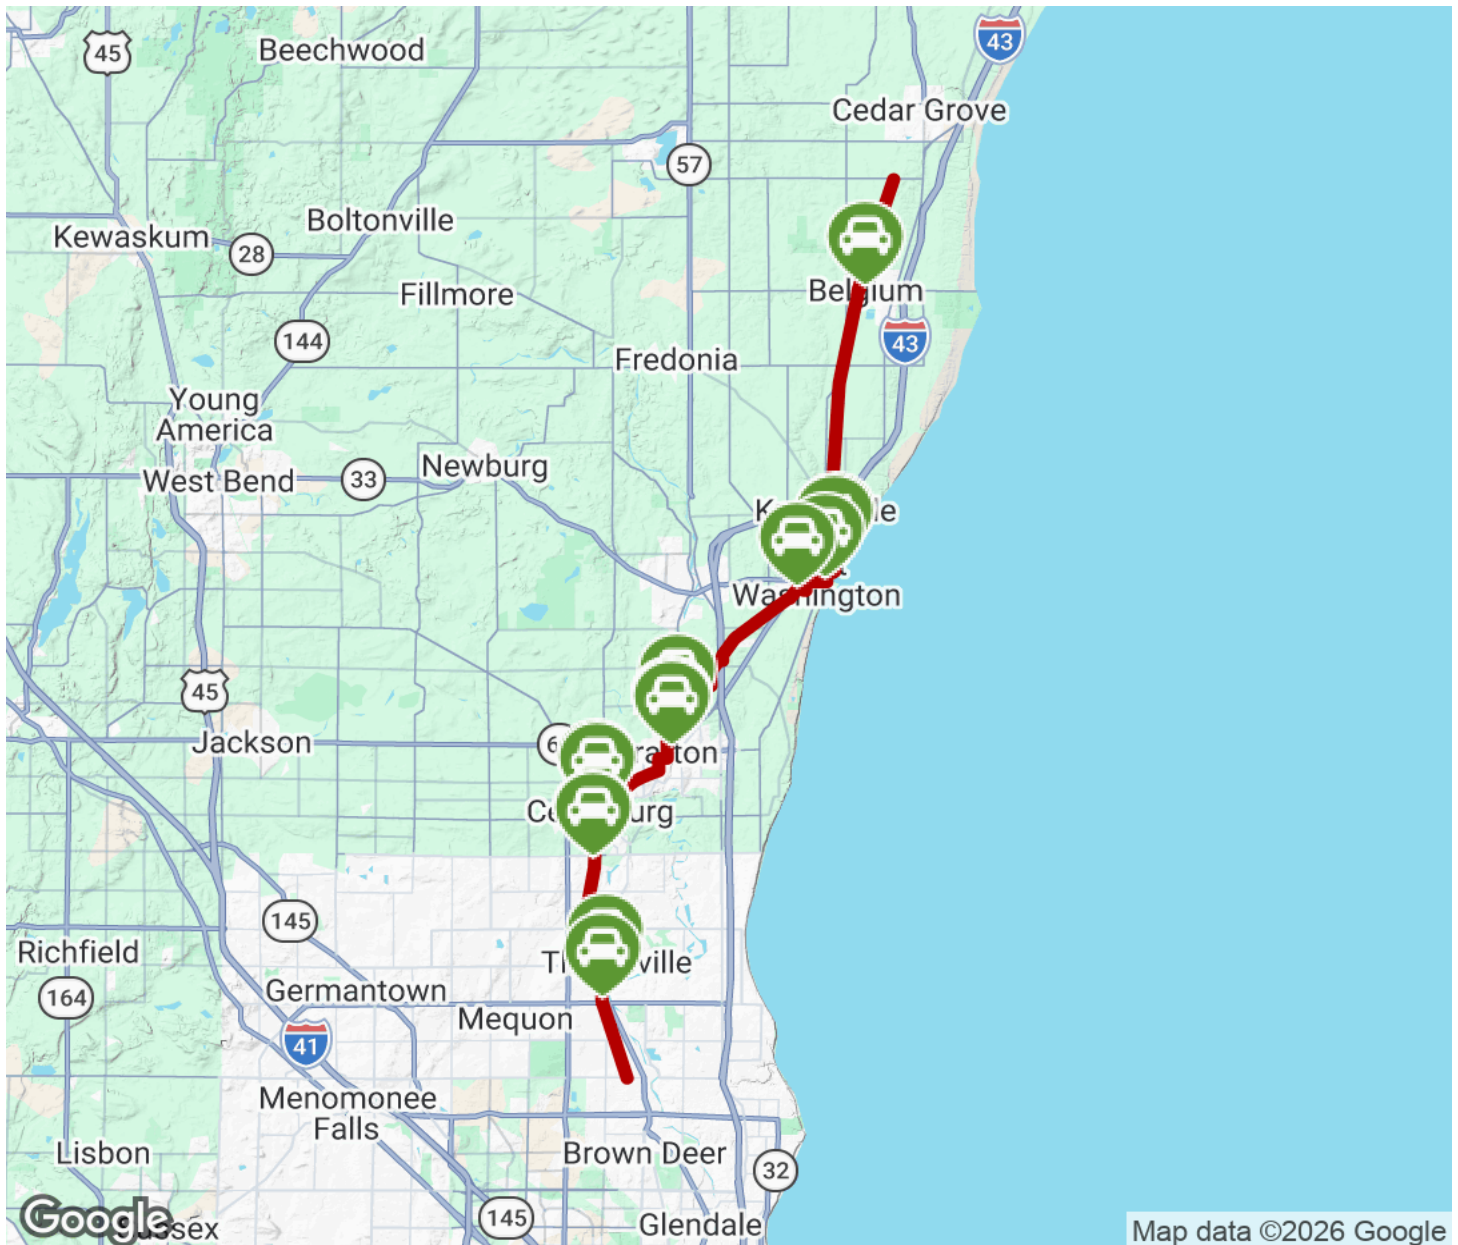 45
Beechwood
43
Cedar Grove
57
Kewaskum
28
Boltonville
Fillmore
Belgium
144
43
Fredonia
Young
America
West Bend
33
Newburg
Washington
45
Jackson
145
Richfield
164
Germantown
Mequon
41
Menomonee
Falls
Lisbon
Brown Deer
32
Google
145
Glendale
Map data ©2026 Google